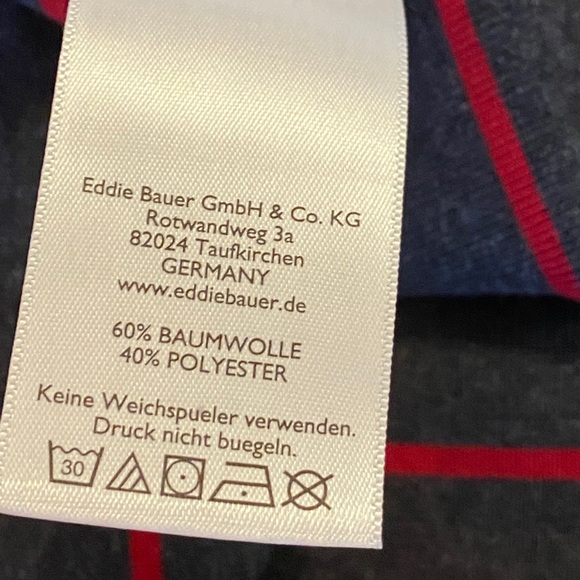 Eddie Bauer GmbH & Co. KG
Rotwandweg 3a
82024 Taufkirchen
GERMANY
www.eddiebauer.de
60% BAUMWOLLE
40% POLYESTER
Keine Weichspueler verwenden.
Druck nicht buegeln.
30